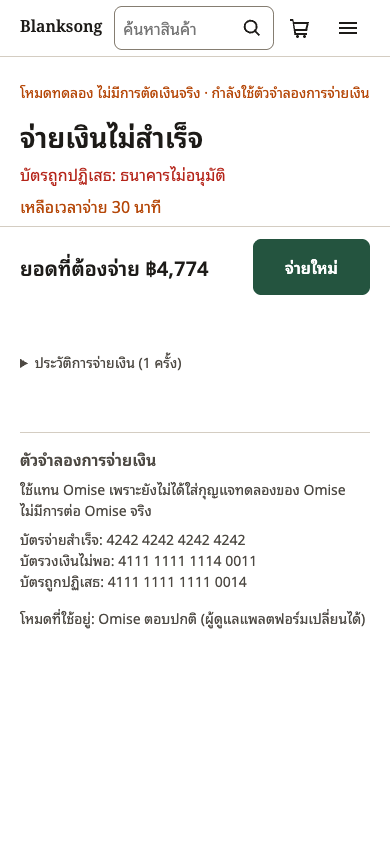 Blanksong
ค้นหาสินค้า
โหมดทดลอง ไม่มีการตัดเงินจริง · กำลังใช้ตัวจำลองการจ่ายเงิน
จ่ายเงินไม่สำเร็จ
บัตรถูกปฏิเสธ: ธนาคารไม่อนุมัติ
เหลือเวลาจ่าย 30 นาที
ยอดที่ต้องจ่าย ฿4,774
จ่ายใหม่
ประวัติการจ่ายเงิน (1 ครั้ง)
ตัวจำลองการจ่ายเงิน
ใช้แทน Omise เพราะยังไม่ได้ใส่กุญแจทดลองของ Omise
ไม่มีการต่อ Omise จริง
บัตรจ่ายสำเร็จ: 4242 4242 4242 4242
บัตรวงเงินไม่พอ: 4111 1111 1114 0011
บัตรถูกปฏิเสธ: 4111 1111 1111 0014
โหมดที่ใช้อยู่: Omise ตอบปกติ (ผู้ดูแลแพลตฟอร์มเปลี่ยนได้)